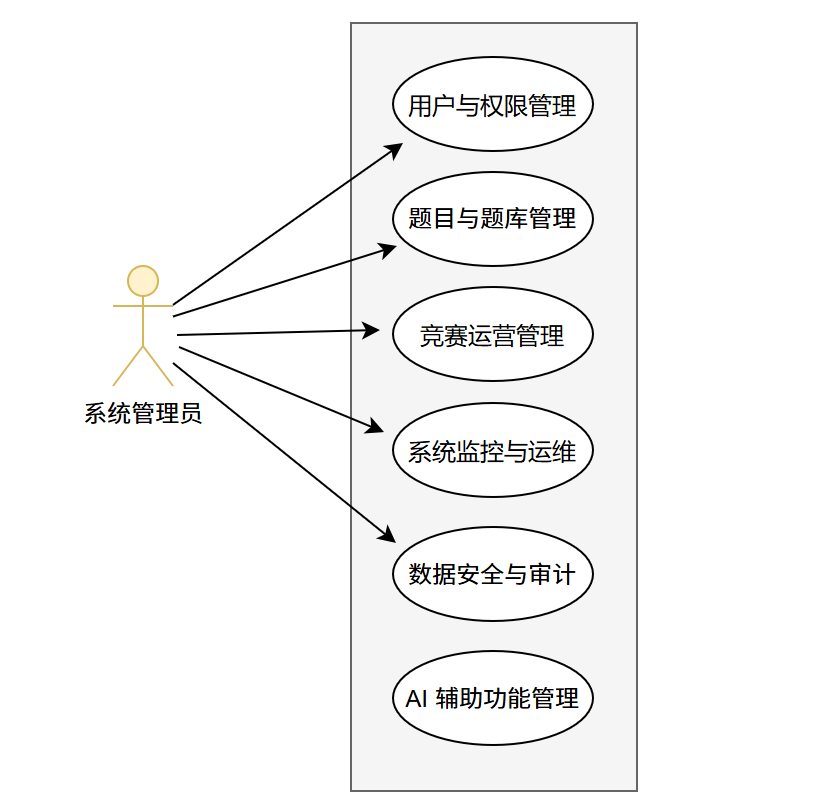 用户与权限管理
题目与题库管理
竞赛运营管理
系统管理员
系统监控与运维
数据安全与审计
AI 辅助功能管理